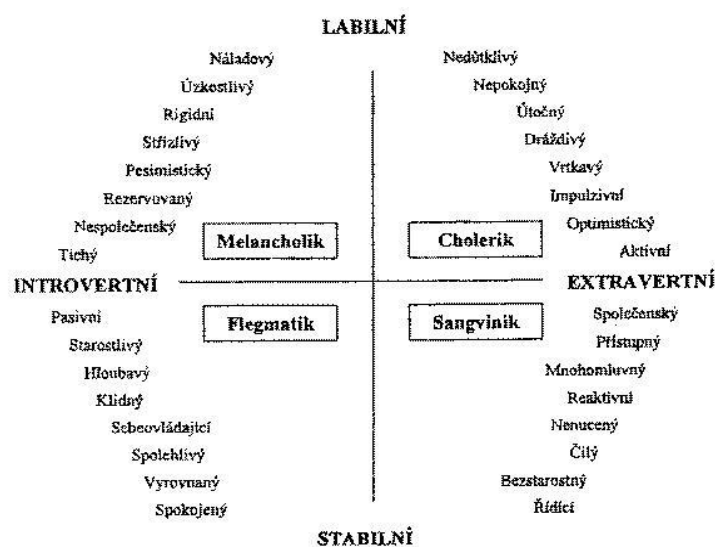 LABILNÍ
Náladový
Úzkostlivý
Rigidní
Střízlivý
Pesimistický
Rezervovaný
Nespolečenský
Tichý
Melancholik
Nedůtklivý
Nepokojný
Útočný
Dráždivý
Vrtkavý
Impulzivní
Optimistický
Aktivní
Cholerik
INTROVERTNÍ
EXTRAVERTNÍ
Pasivní
Starostlivý
Hloubavý
Klidný
Sebeovládající
Spolehlivý
Vyrovnaný
Spokojený
Flegmatik
Sangvinik
Společenský
Přístupný
Mnohomluvný
Reaktivní
Nenucený
Čilý
Bezstarostný
Řídící
STABILNÍ